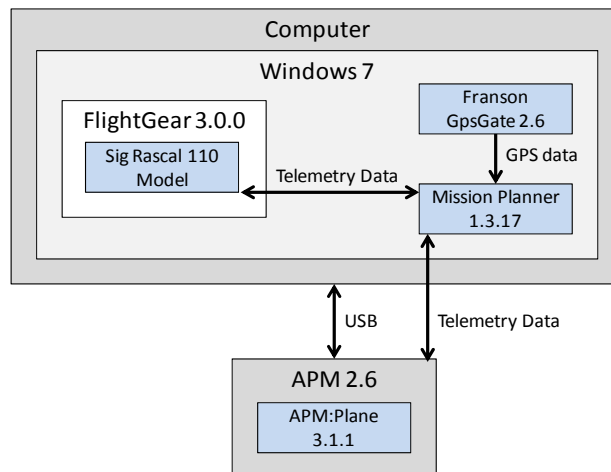 Computer
Windows 7
FlightGear 3.0.0
Sig Rascal 110
Model
Franson
GpsGate 2.6
GPS data
Telemetry Data
Mission Planner
1.3.17
USB
Telemetry Data
APM 2.6
APM:Plane
3.1.1